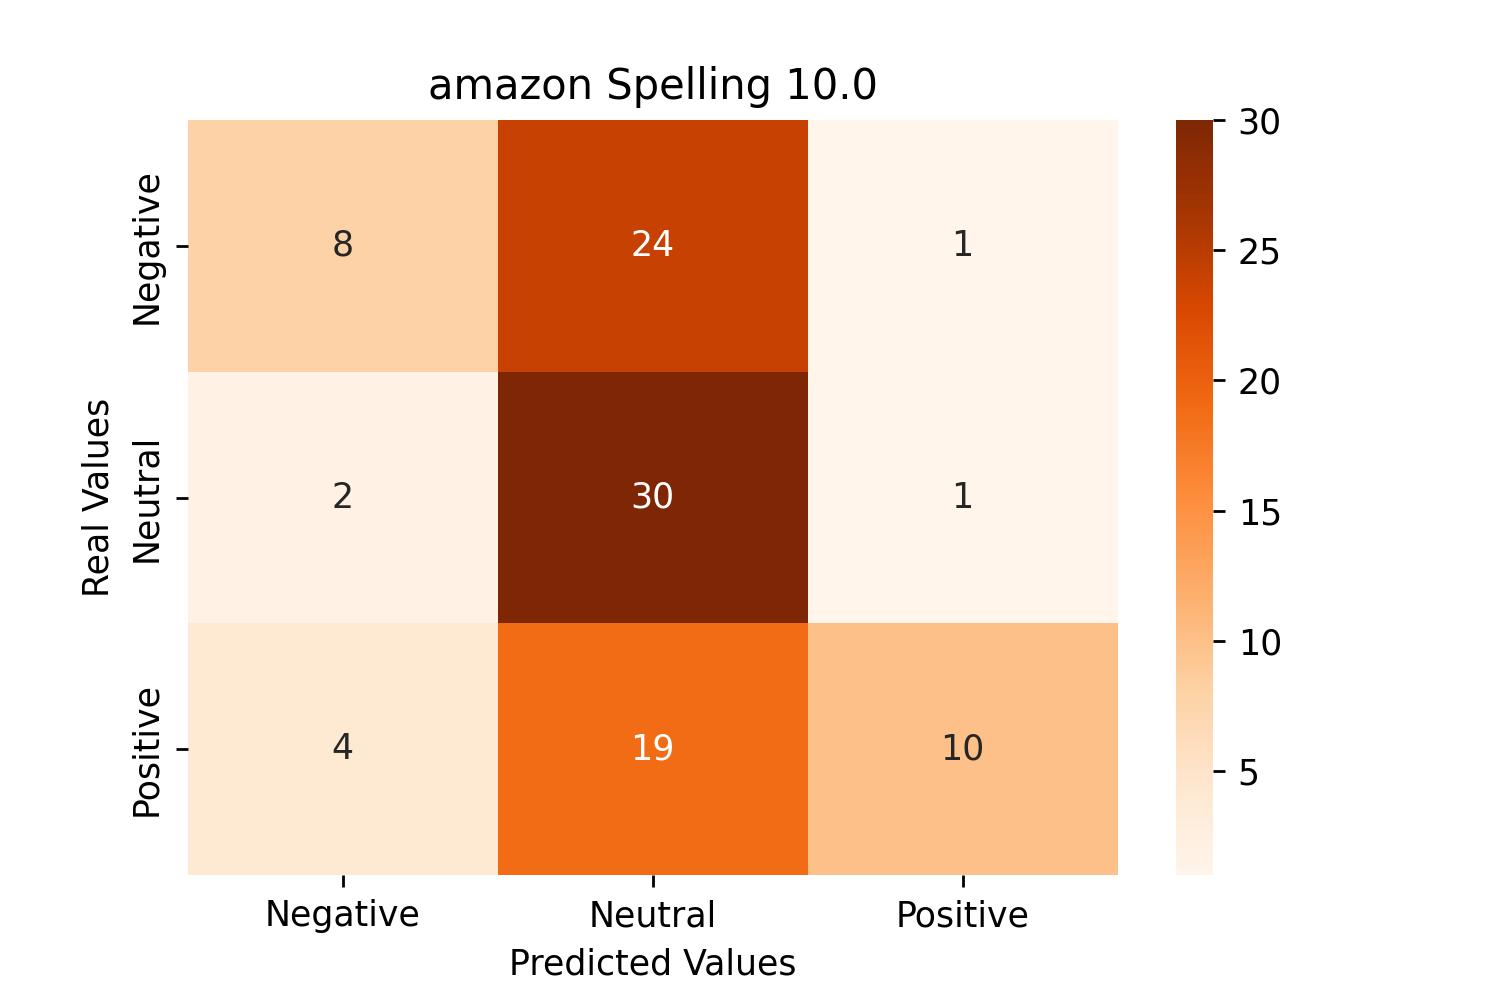 amazon Spelling 10.0
Real Values
Negative
8 24 1
Neutral
2 30 1
Positive
4 19 10
Negative Neutral Positive
Predicted Values
30
25
20
15
10
5